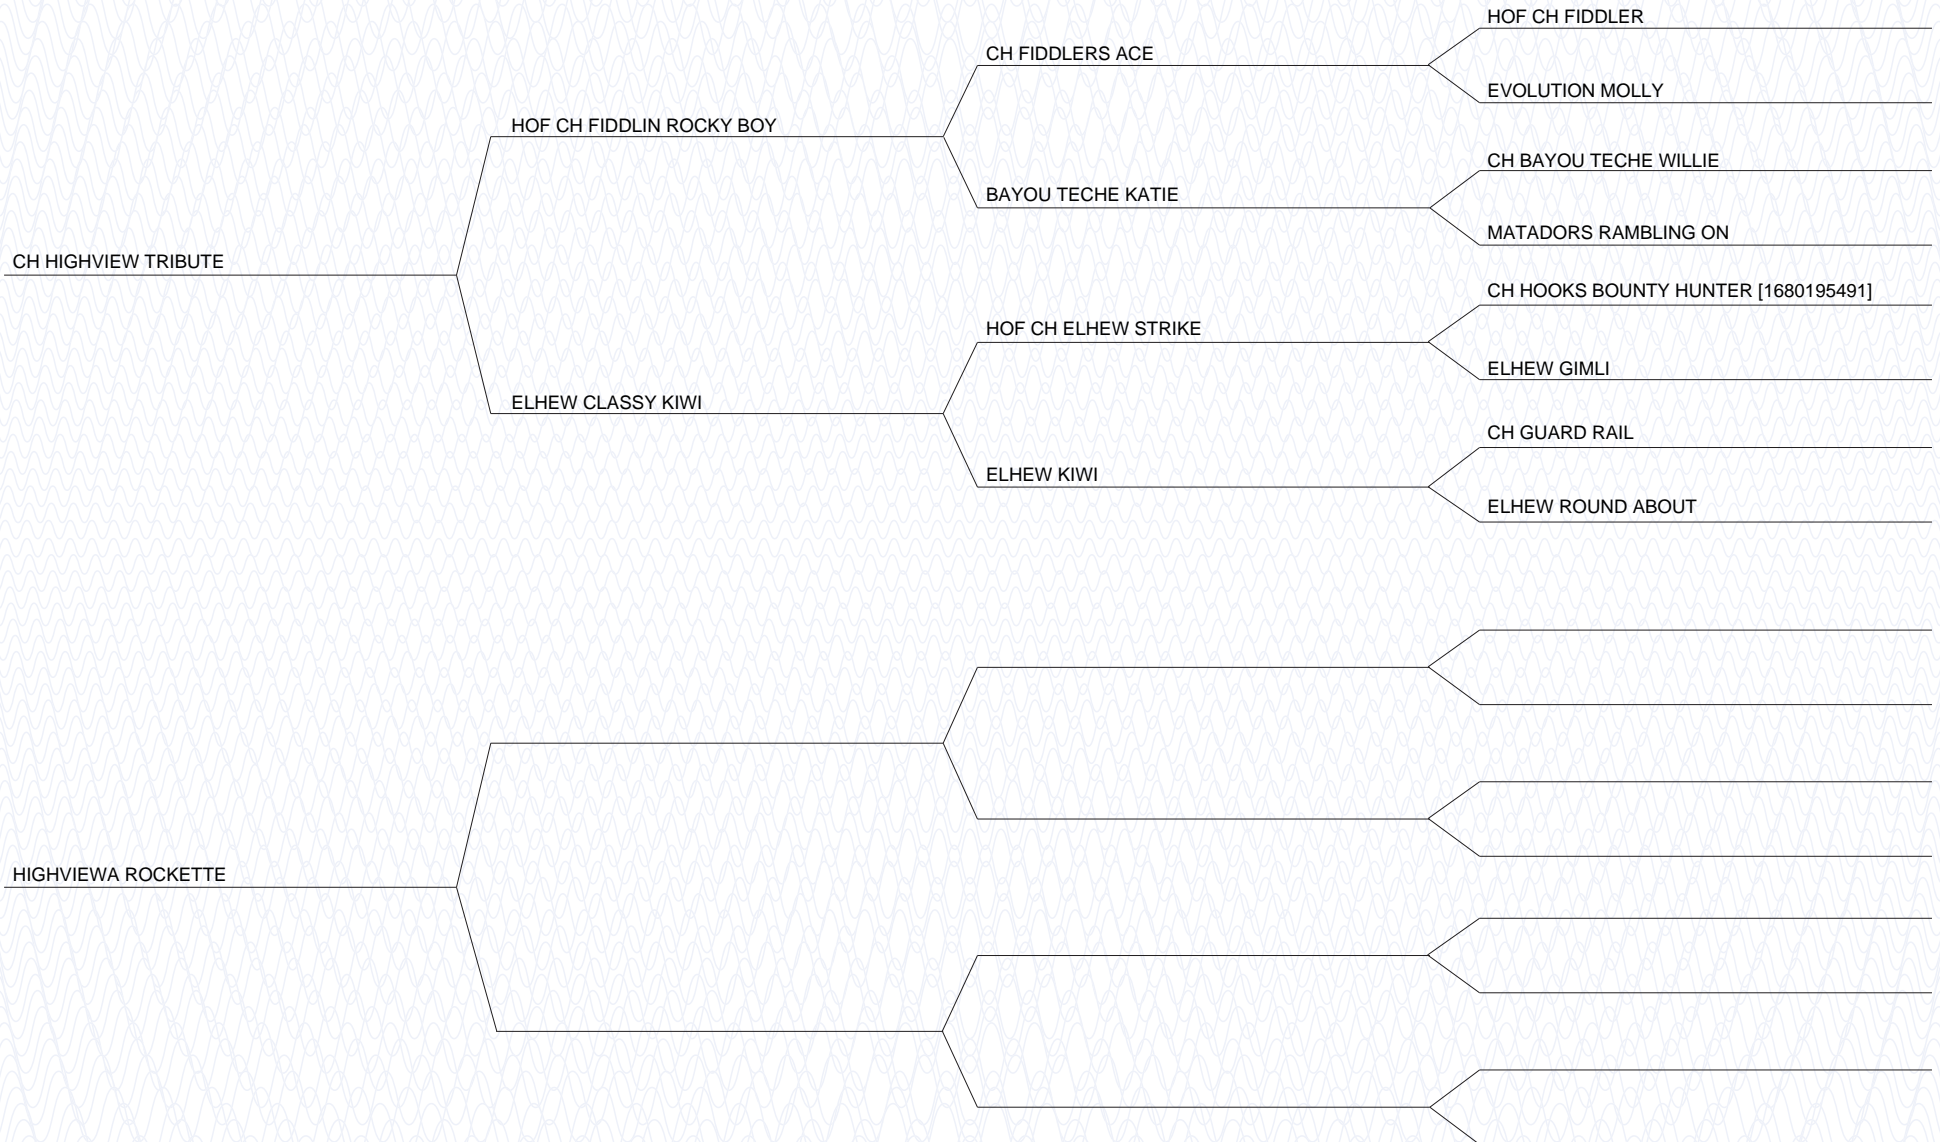 HOF CH FIDDLER
CH FIDDLERS ACE
EVOLUTION MOLLY
HOF CH FIDDLIN ROCKY BOY
CH BAYOU TECHE WILLIE
BAYOU TECHE KATIE
MATADORS RAMBLING ON
CH HIGHVIEW TRIBUTE
CH HOOKS BOUNTY HUNTER [1680195491]
HOF CH ELHEW STRIKE
ELHEW GIMLI
ELHEW CLASSY KIWI
CH GUARD RAIL
ELHEW KIWI
ELHEW ROUND ABOUT
HIGHVIEWA ROCKETTE